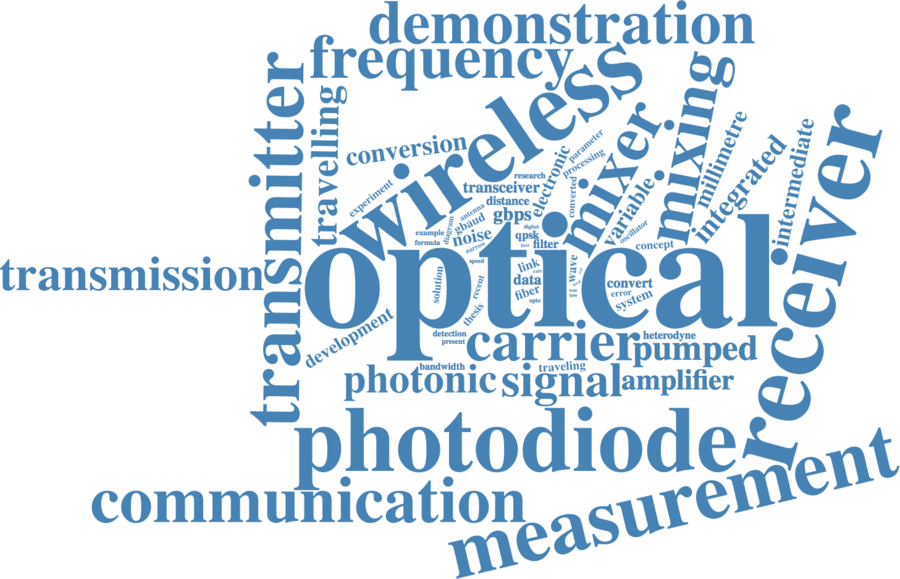 demonstration
frequency
wireless
mixing
transmitter
travelling
conversion
mixer
millimetre
receiver
parameter
processing
electronic
integrated
intermediate
experiment
research
transceiver
converted
variable
distance
antenna
gbps
gbaud
diagram
example
formula
noise
narrow
digital
qpsk
filter
oscillator
concept
optical
transmission
speed
link
wave
solution
recent
data
convert
fiber
error
system
opto
thesis
development
detection
present
carrier
heterodyne
pumped
bandwidth
traveling
photonic
signal
amplifier
photodiode
communication
measurement